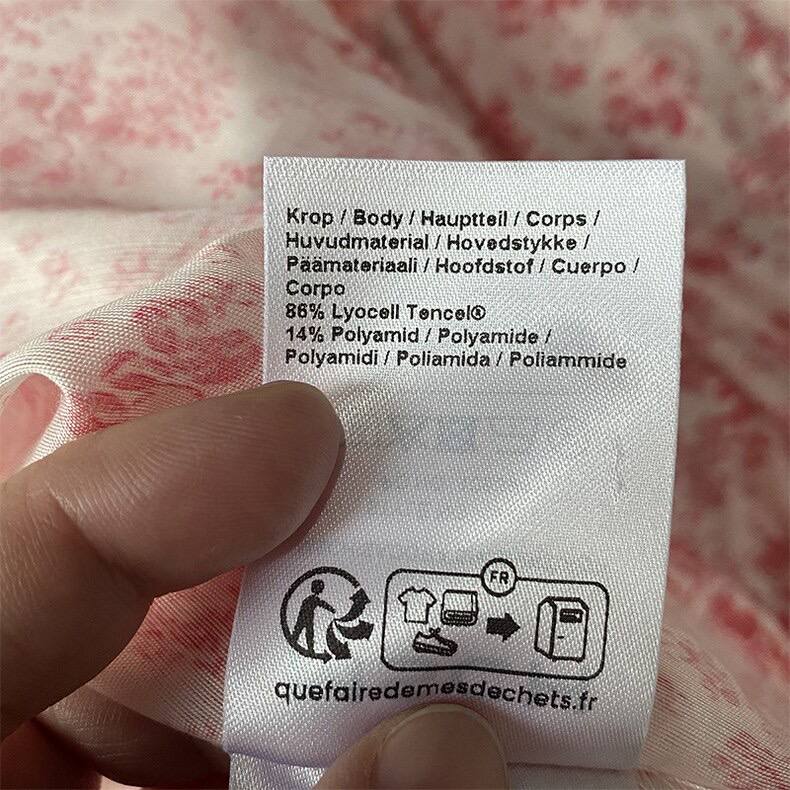 Krop / Body / Hauptteil / Corps /
Huvudmaterial / Hovedstykke /
Päämateriaali / Hoofdstof / Cuerpo /
Corpo
86% Lyocell Tencel®
14% Polyamid / Polyamide /
Polyamidi / Poliamida / Poliammide
FR
quefairedemesdechets.fr